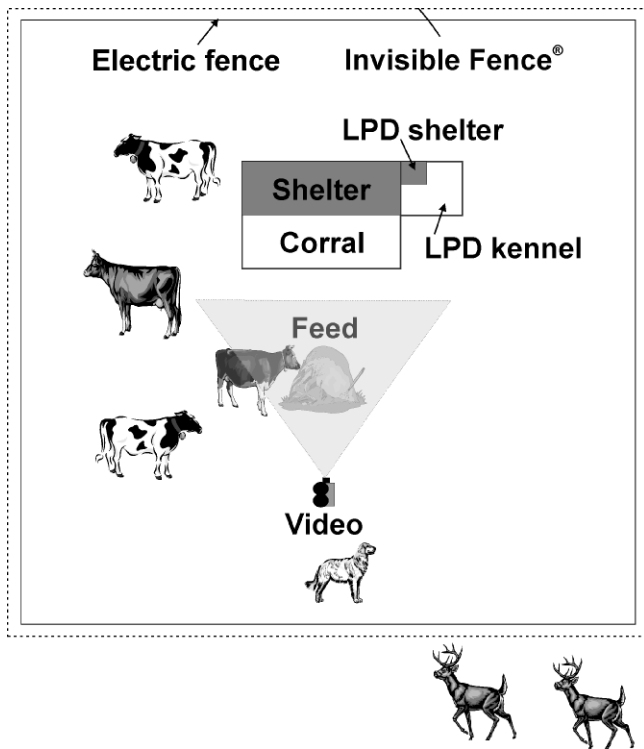 Electric fence
Invisible Fence®
LPD shelter
Shelter
Corral
LPD kennel
Feed
Video